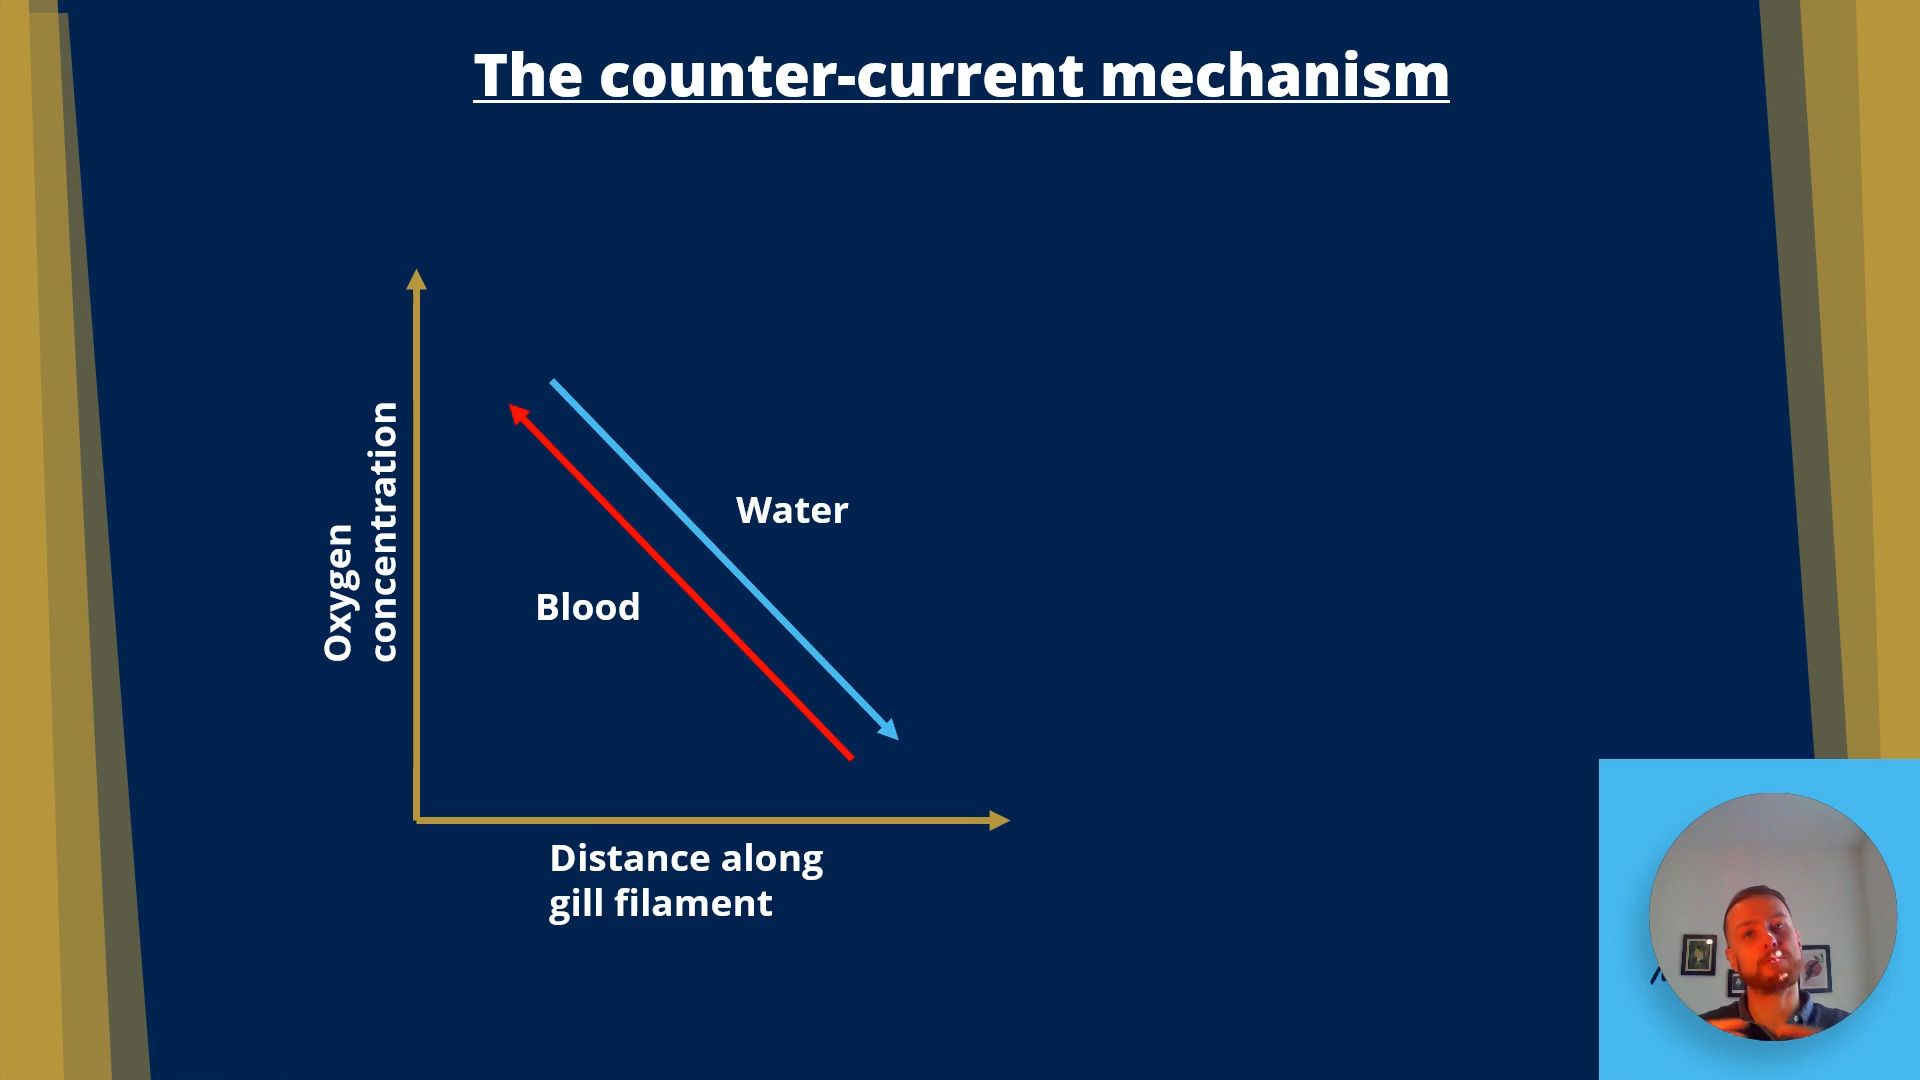 The counter-current mechanism
Oxygen
concentration
Water
Blood
Distance along
gill filament